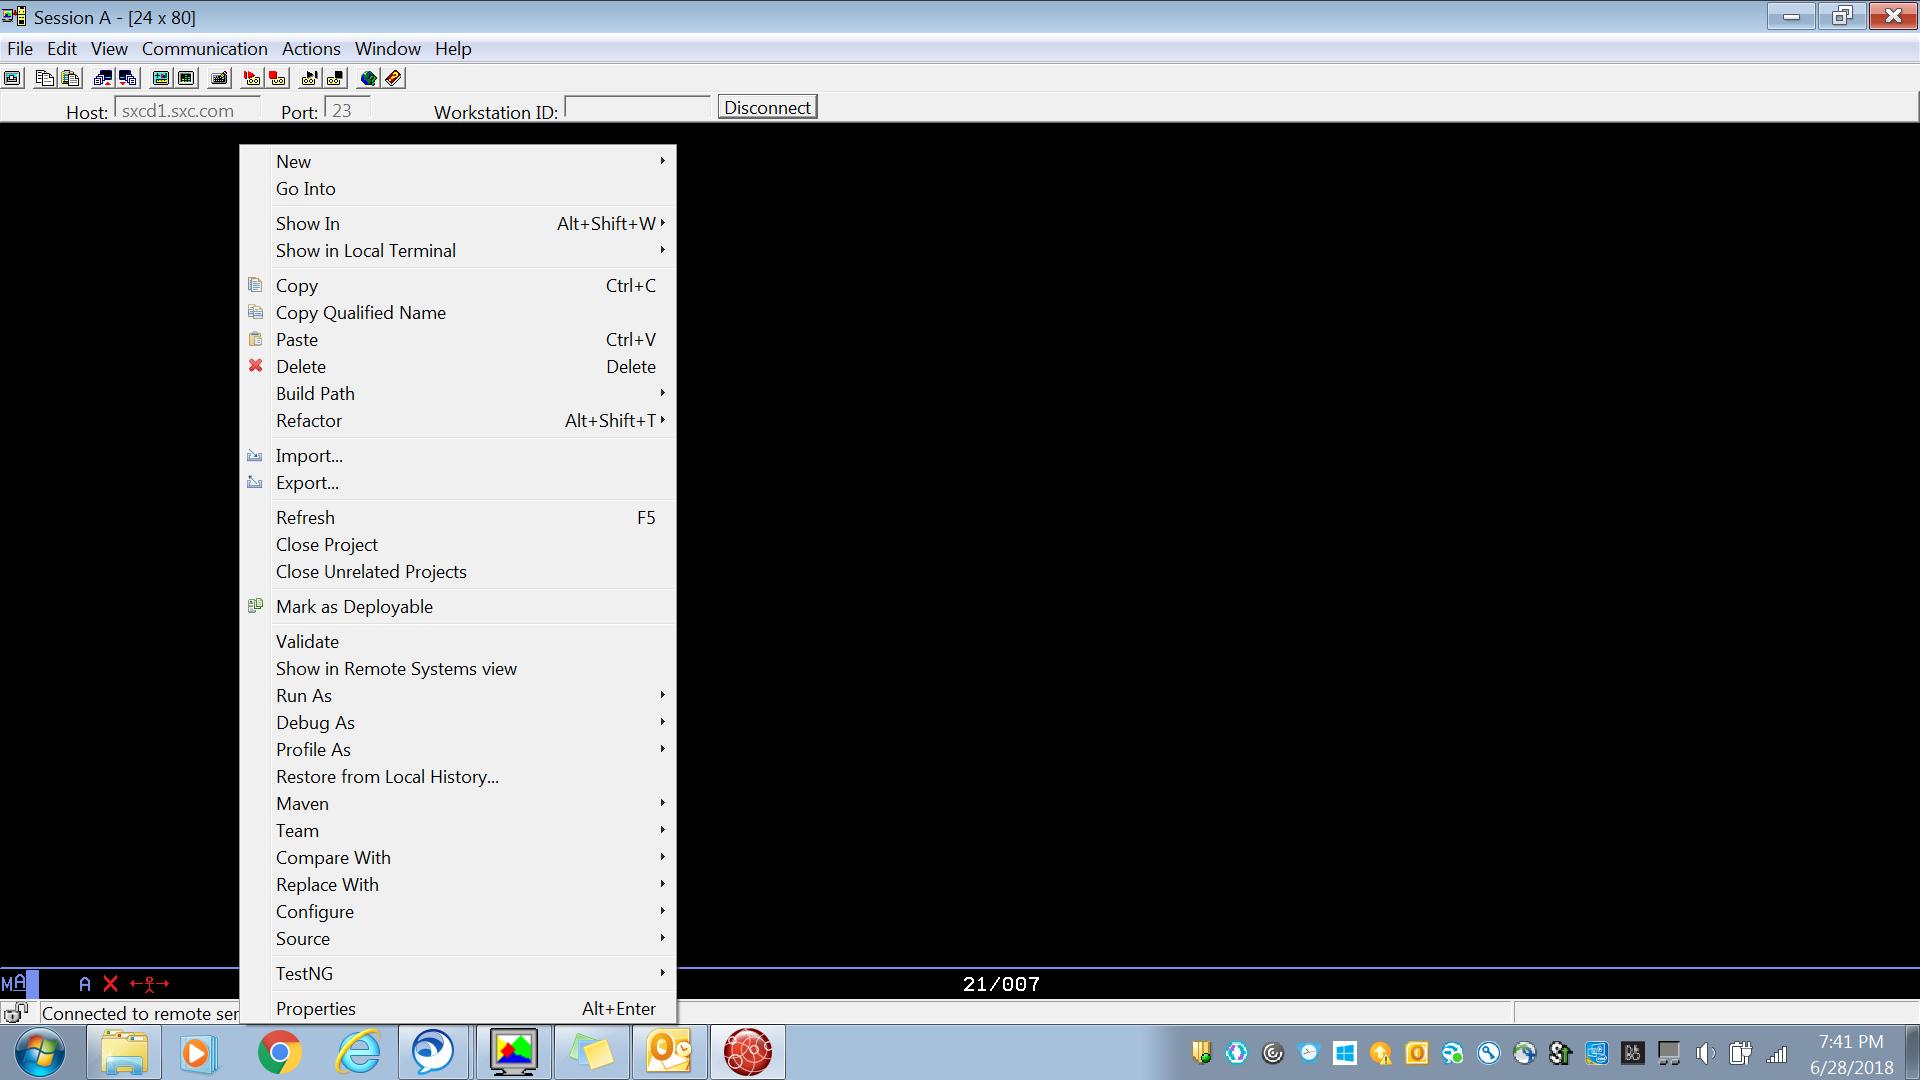 Session A - [24 x 80]
File Edit View Communication Actions Window Help
Host: sxcd1.sxc.com Port: 23 Workstation ID: Disconnect
New
Go Into
Show In Alt+Shift+W
Show in Local Terminal
Copy Ctrl+C
Copy Qualified Name
Paste Ctrl+V
Delete Delete
Build Path
Refactor Alt+Shift+T
Import...
Export...
Refresh F5
Close Project
Close Unrelated Projects
Mark as Deployable
Validate
Show in Remote Systems view
Run As
Debug As
Profile As
Restore from Local History...
Maven
Team
Compare With
Replace With
Configure
Source
TestNG
Properties Alt+Enter
MA A 21/007
Connected to remote ser
7:41 PM
6/28/2018